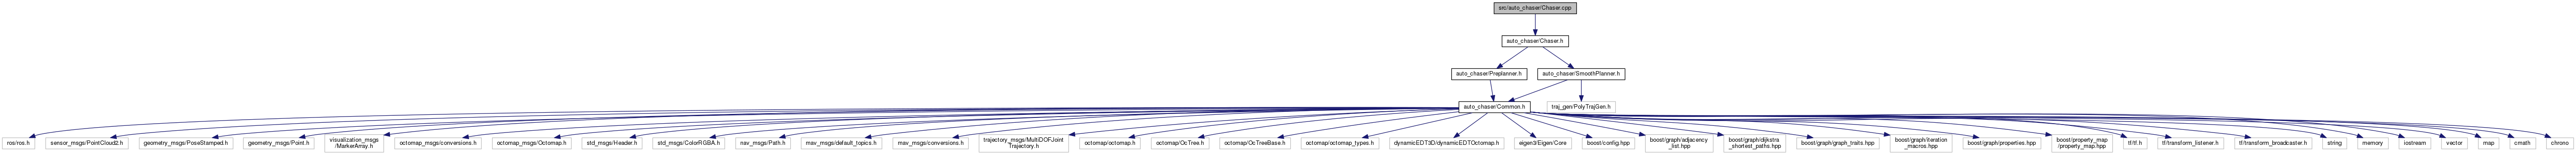 src/auto_chaser/Chaser.cpp
auto_chaser/Chaser.h
auto_chaser/Preplanner.h
auto_chaser/SmoothPlanner.h
auto_chaser/Common.h
traj_gen/PolyTrajGen.h
ros/ros.h
sensor_msgs/PointCloud2.h
geometry_msgs/PoseStamped.h
geometry_msgs/Point.h
visualization_msgs
/MarkerArray.h
octomap_msgs/conversions.h
octomap_msgs/Octomap.h
std_msgs/Header.h
std_msgs/ColorRGBA.h
nav_msgs/Path.h
mav_msgs/default_topics.h
mav_msgs/conversions.h
trajectory_msgs/MultiDOFJoint
Trajectory.h
octomap/octomap.h
octomap/OcTree.h
octomap/OcTreeBase.h
octomap/octomap_types.h
dynamicEDT3D/dynamicEDTOctomap.h
eigen3/Eigen/Core
boost/config.hpp
boost/graph/adjacency
_list.hpp
boost/graph/dijkstra
_shortest_paths.hpp
boost/graph/graph_traits.hpp
boost/graph/iteration
_macros.hpp
boost/graph/properties.hpp
boost/property_map
/property_map.hpp
tf/tf.h
tf/transform_listener.h
tf/transform_broadcaster.h
string
memory
iostream
vector
map
cmath
chrono